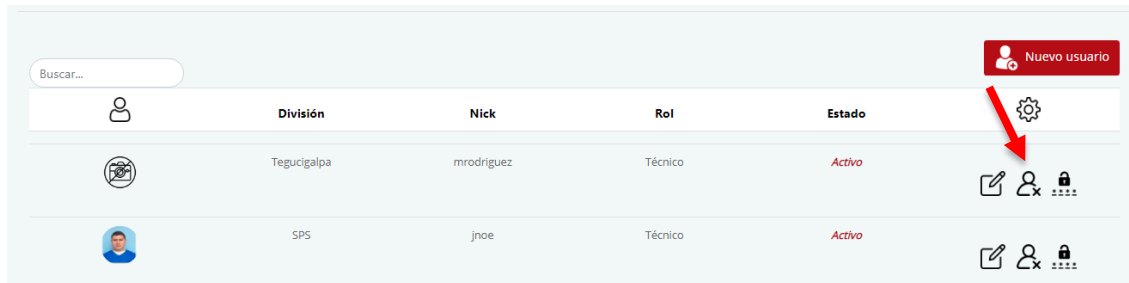 Nuevo usuario
Buscar...
División Nick Rol Estado
Tegucigalpa mrodriguez Técnico Activo
SPS jnoe Técnico Activo